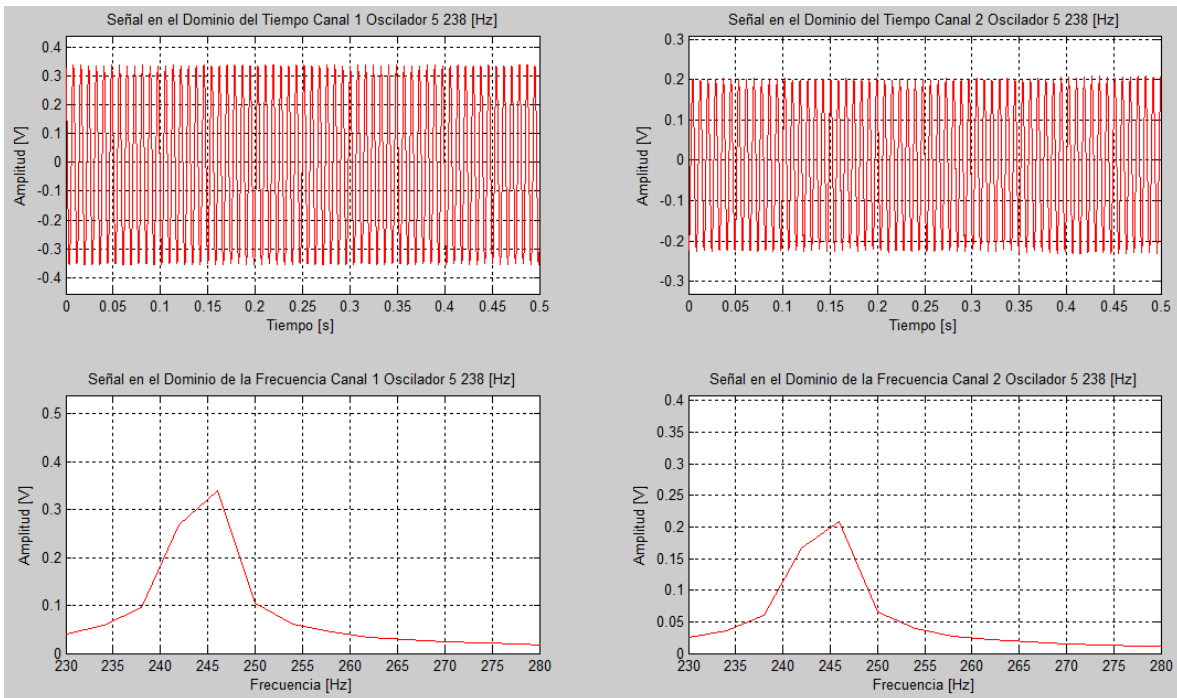 Señal en el Dominio del Tiempo Canal 1 Oscilador 5 238 [Hz]
Amplitud [V]
0.4
0.3
0.2
0.1
0
-0.1
-0.2
-0.3
-0.4
0 0.05 0.1 0.15 0.2 0.25 0.3 0.35 0.4 0.45 0.5
Tiempo [s]
Señal en el Dominio del Tiempo Canal 2 Oscilador 5 238 [Hz]
Amplitud [V]
0.3
0.2
0.1
0
-0.1
-0.2
-0.3
0 0.05 0.1 0.15 0.2 0.25 0.3 0.35 0.4 0.45 0.5
Tiempo [s]
Señal en el Dominio de la Frecuencia Canal 1 Oscilador 5 238 [Hz]
Amplitud [V]
0.5
0.4
0.3
0.2
0.1
0
230 235 240 245 250 255 260 265 270 275 280
Frecuencia [Hz]
Señal en el Dominio de la Frecuencia Canal 2 Oscilador 5 238 [Hz]
Amplitud [V]
0.4
0.35
0.3
0.25
0.2
0.15
0.1
0.05
0
230 235 240 245 250 255 260 265 270 275 280
Frecuencia [Hz]